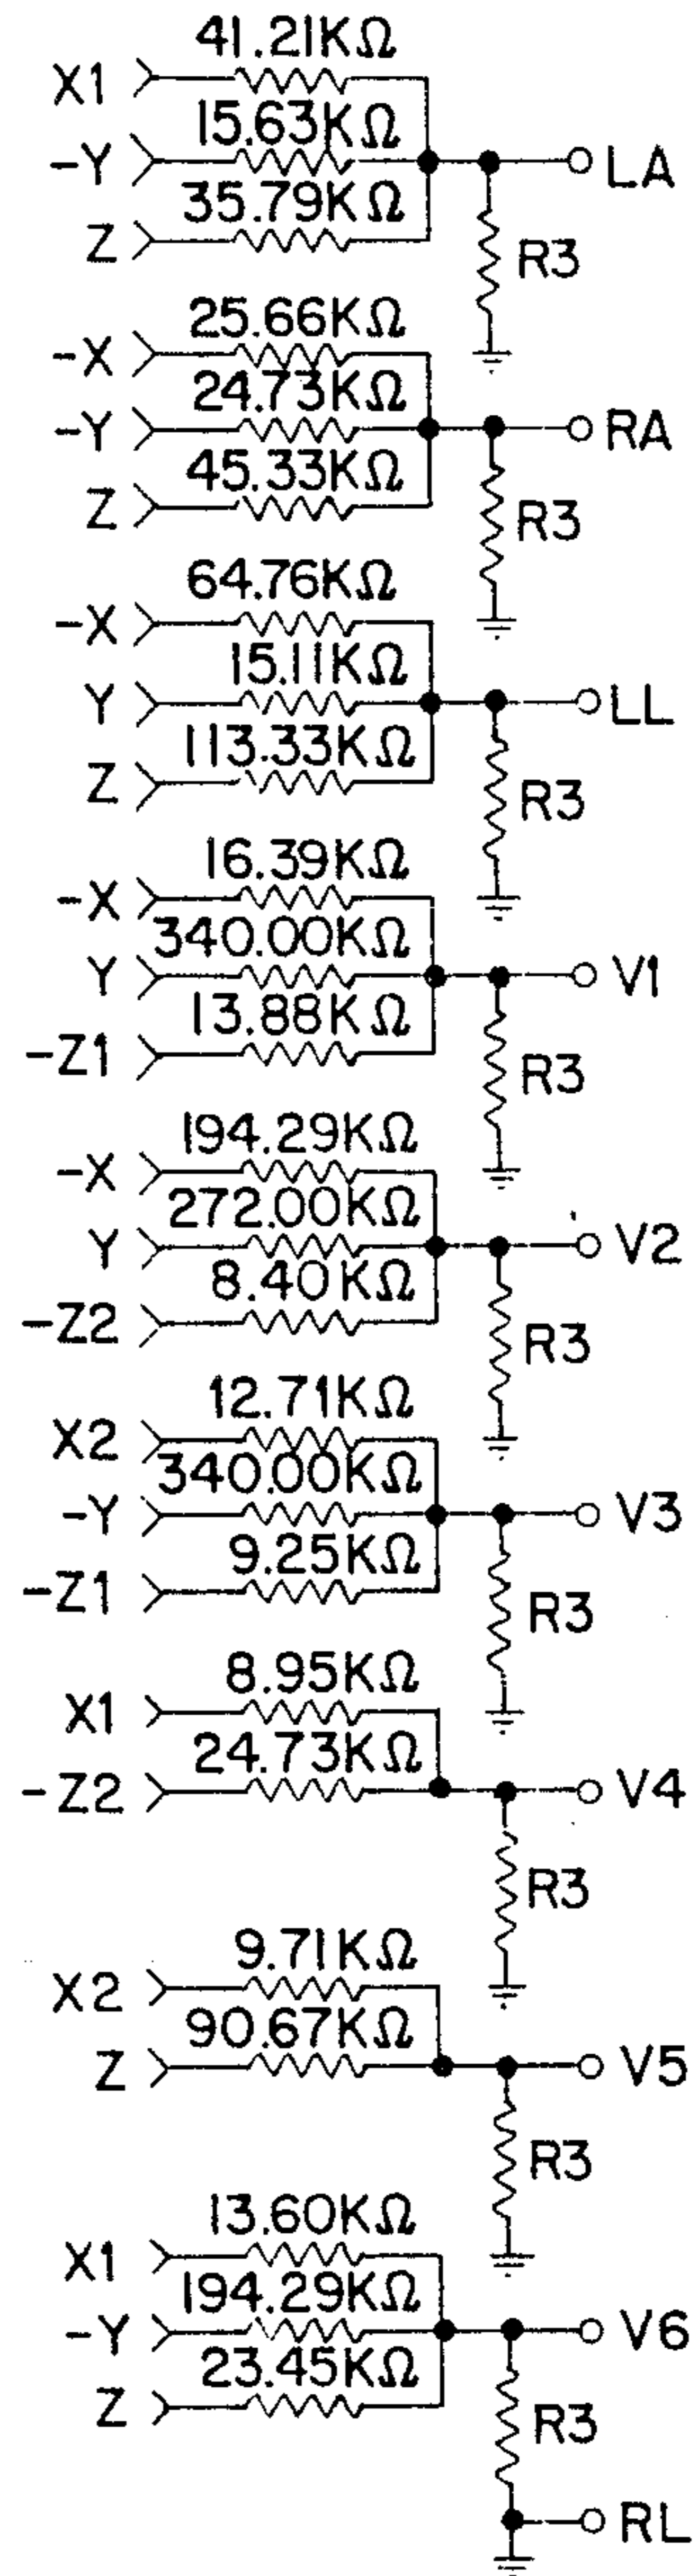 41.21KΩ
X1
15.63KΩ
-Y
LA
35.79KΩ
Z
R3
25.66KΩ
-X
24.73KΩ
-Y
RA
45.33KΩ
Z
R3
64.76KΩ
-X
15.11KΩ
Y
LL
113.33KΩ
Z
R3
16.39KΩ
-X
340.00KΩ
Y
V1
13.88KΩ
-Z1
R3
194.29KΩ
-X
272.00KΩ
Y
V2
8.40KΩ
-Z2
R3
12.71KΩ
X2
340.00KΩ
-Y
V3
9.25KΩ
-Z1
R3
8.95KΩ
X1
24.73KΩ
-Z2
V4
R3
9.71KΩ
X2
90.67KΩ
Z
V5
R3
13.60KΩ
X1
194.29KΩ
-Y
V6
23.45KΩ
Z
R3
RL